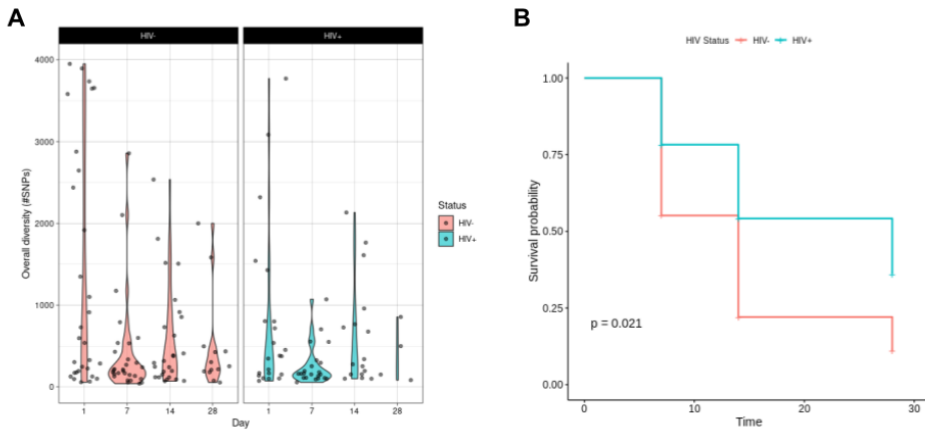 A
HIV-
HIV+
4000
3000
2000
1000
0
Overall diversity (#SNPs)
1
7
14
28
1
7
14
28
Day
Status
HIV-
HIV+
B
HIV Status HIV- HIV+
1.00
0.75
0.50
0.25
0.00
Survival probability
p = 0.021
0
10
20
30
Time